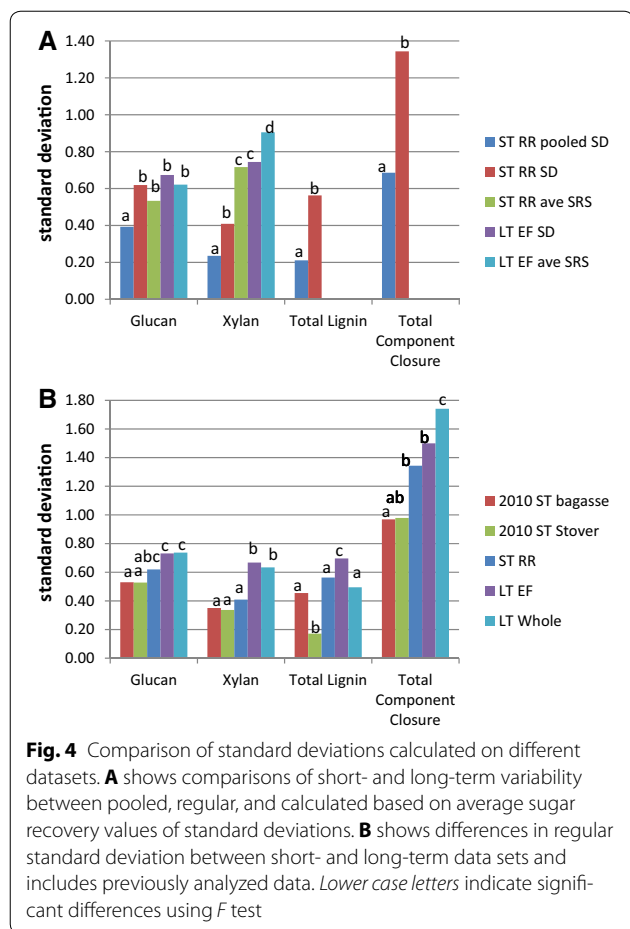 A
standard deviation
1.40
1.20
1.00
0.80
0.60
0.40
0.20
0.00
a b b b b
a b c c d
a b
a b
Glucan
Xylan
Total Lignin
Total Component Closure
ST RR pooled SD
ST RR SD
ST RR ave SRS
LT EF SD
LT EF ave SRS
B
standard deviation
1.80
1.60
1.40
1.20
1.00
0.80
0.60
0.40
0.20
0.00
a a abc c c
a a a b b
a b a c a
a ab b b c
Glucan
Xylan
Total Lignin
Total Component Closure
2010 ST bagasse
2010 ST Stover
ST RR
LT EF
LT Whole
Fig. 4 Comparison of standard deviations calculated on different
datasets. A shows comparisons of short- and long-term variability
between pooled, regular, and calculated based on average sugar
recovery values of standard deviations. B shows differences in regular
standard deviation between short- and long-term data sets and
includes previously analyzed data. Lower case letters indicate signifi-
cant differences using F test